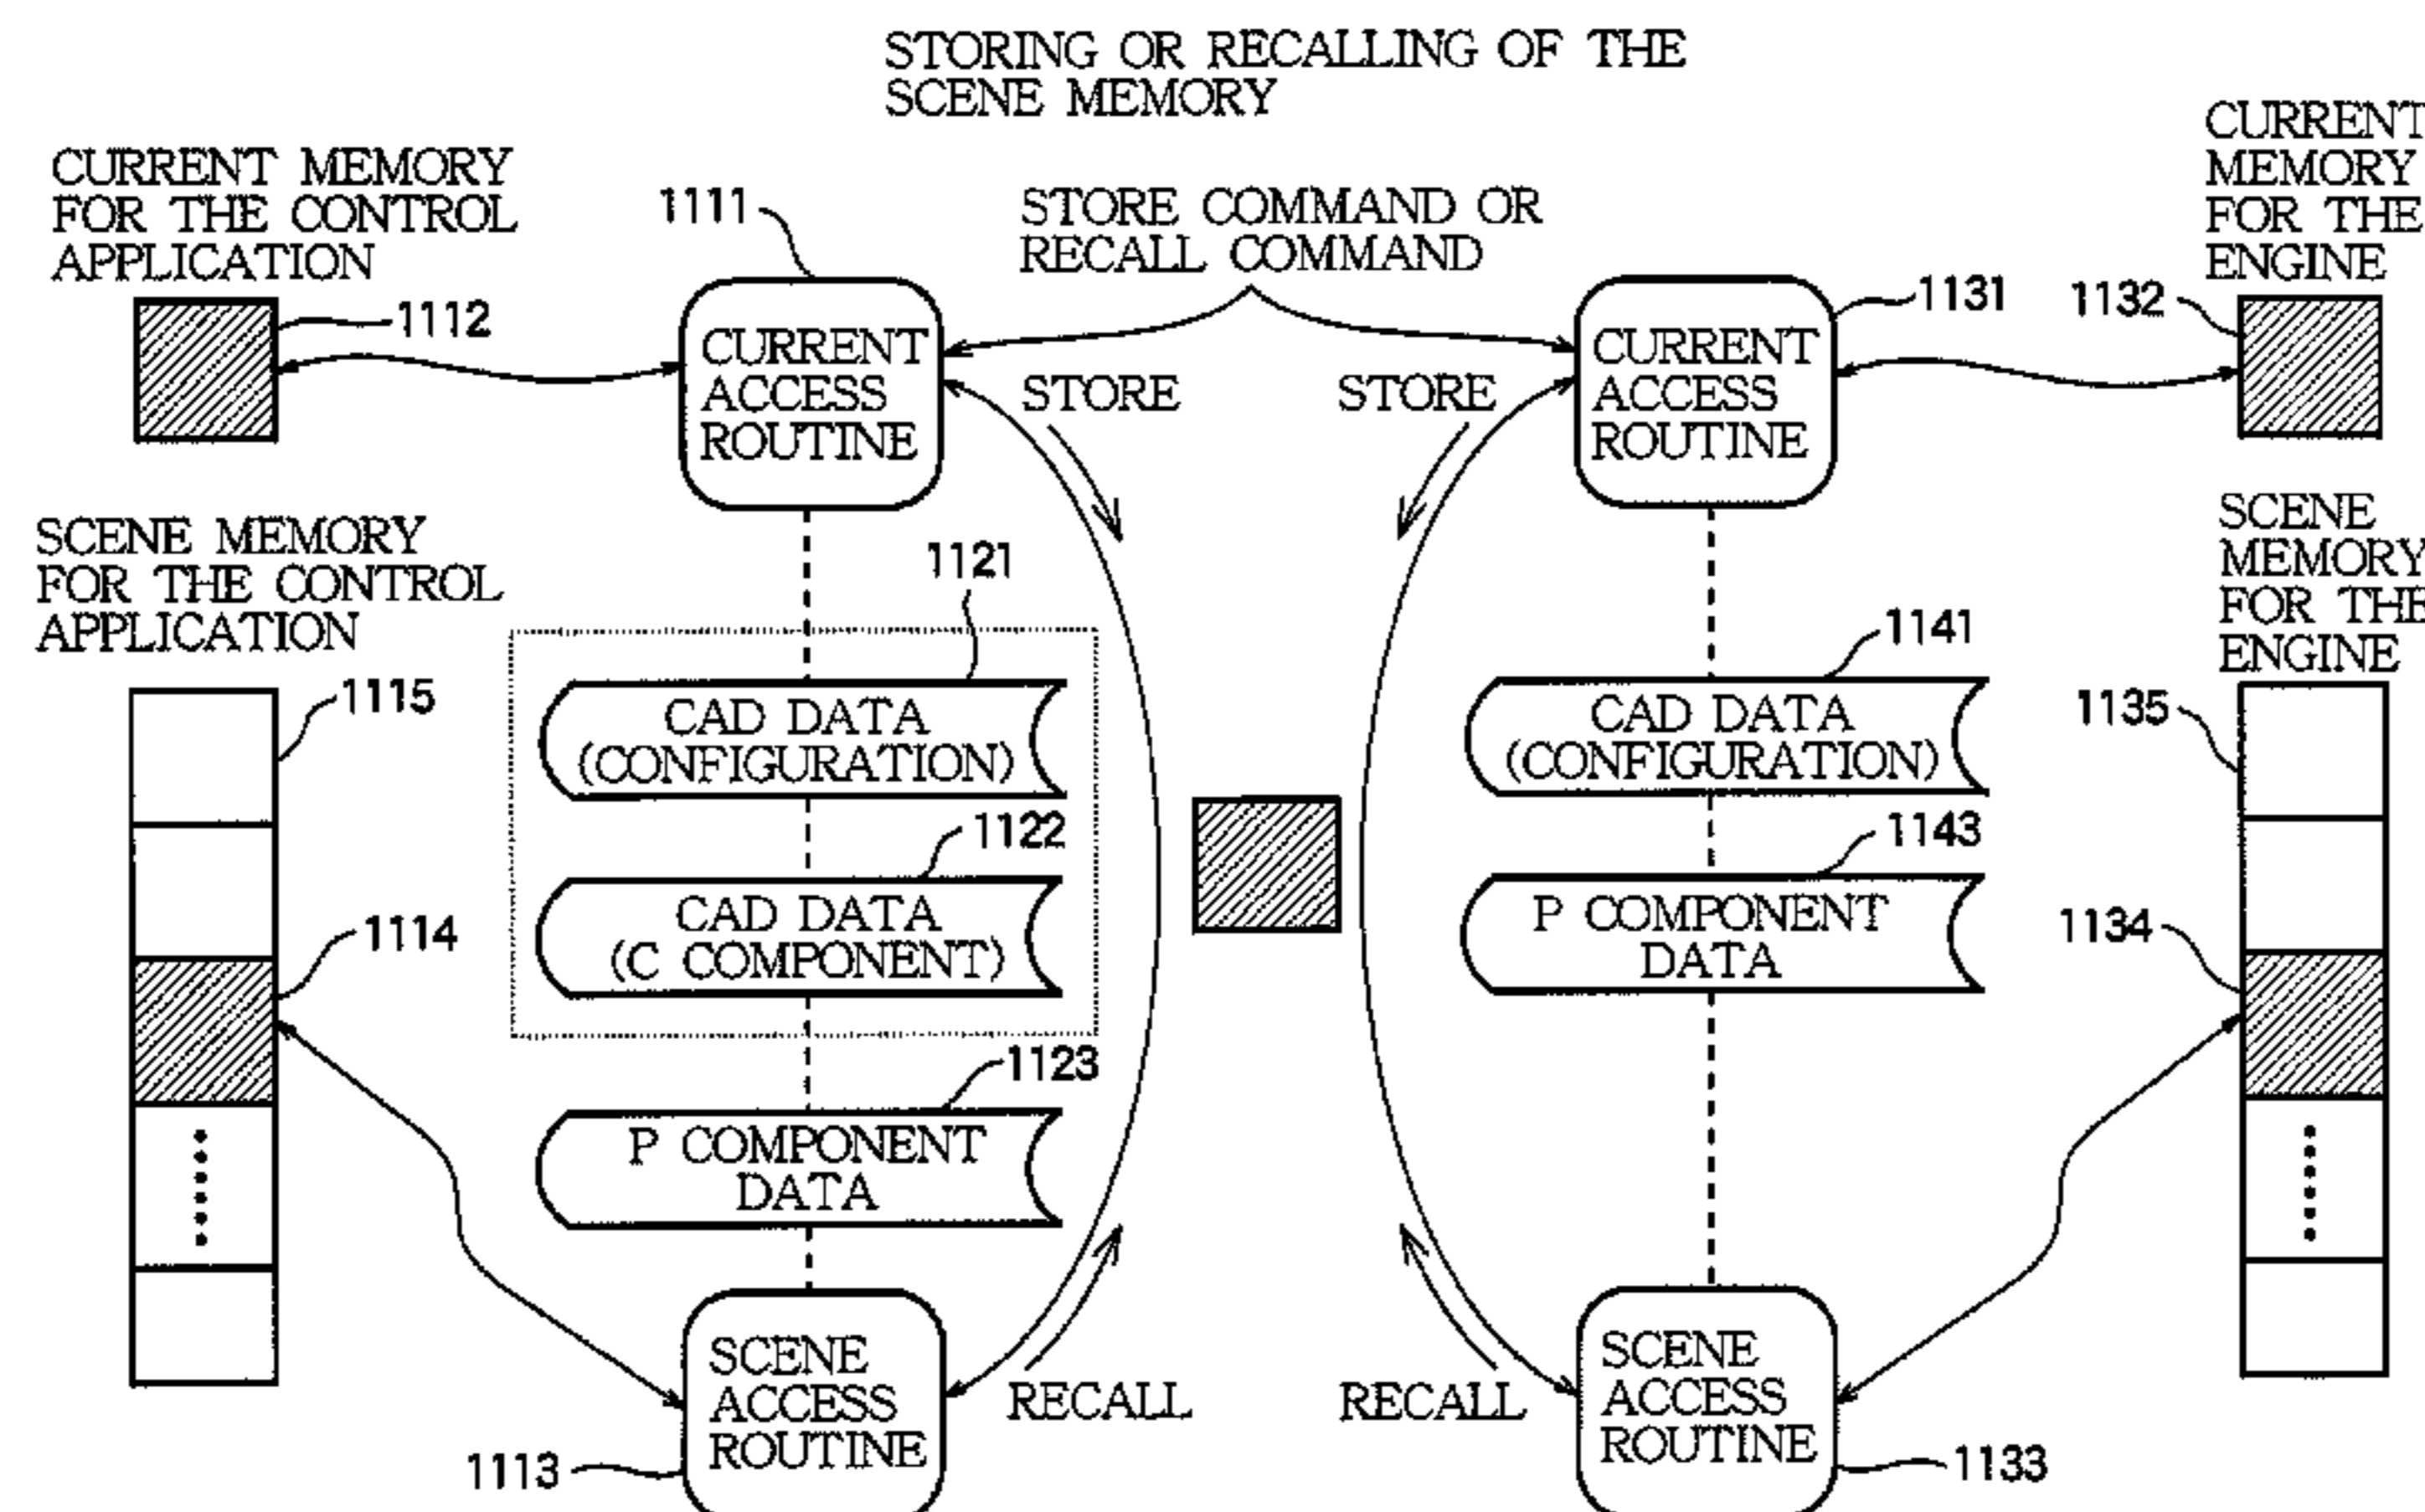 STORING OR RECALLING OF THE
SCENE MEMORY
CURRENT MEMORY
FOR THE CONTROL
APPLICATION
1112
1111
CURRENT
ACCESS
ROUTINE
STORE COMMAND OR
RECALL COMMAND
STORE
STORE
1131
CURRENT
ACCESS
ROUTINE
CURRENT
MEMORY
FOR THE
ENGINE
1132
SCENE MEMORY
FOR THE CONTROL
APPLICATION
1115
1114
1121
CAD DATA
(CONFIGURATION)
1122
CAD DATA
(C COMPONENT)
1123
P COMPONENT
DATA
SCENE
ACCESS
ROUTINE
1113
RECALL
RECALL
1141
CAD DATA
(CONFIGURATION)
1143
P COMPONENT
DATA
SCENE
ACCESS
ROUTINE
1133
SCENE
MEMORY
FOR THE
ENGINE
1135
1134